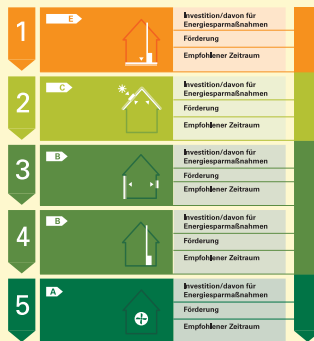 1
E
Investition/davon für
Energiesparmaßnahmen
Förderung
Empfohlener Zeitraum
2
C
Investition/davon für
Energiesparmaßnahmen
Förderung
Empfohlener Zeitraum
3
B
Investition/davon für
Energiesparmaßnahmen
Förderung
Empfohlener Zeitraum
4
B
Investition/davon für
Energiesparmaßnahmen
Förderung
Empfohlener Zeitraum
5
A
Investition/davon für
Energiesparmaßnahmen
Förderung
Empfohlener Zeitraum